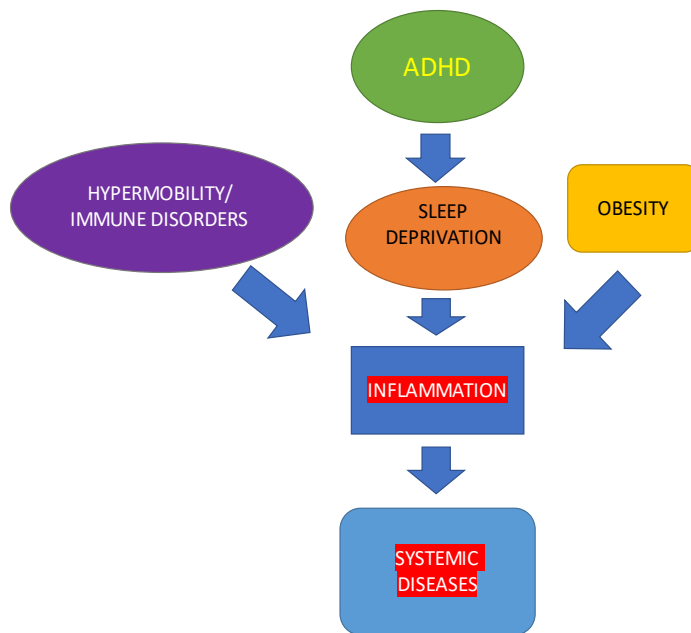 ADHD
HYPERMOBILITY/
IMMUNE DISORDERS
SLEEP
DEPRIVATION
OBESITY
INFLAMMATION
SYSTEMIC
DISEASES